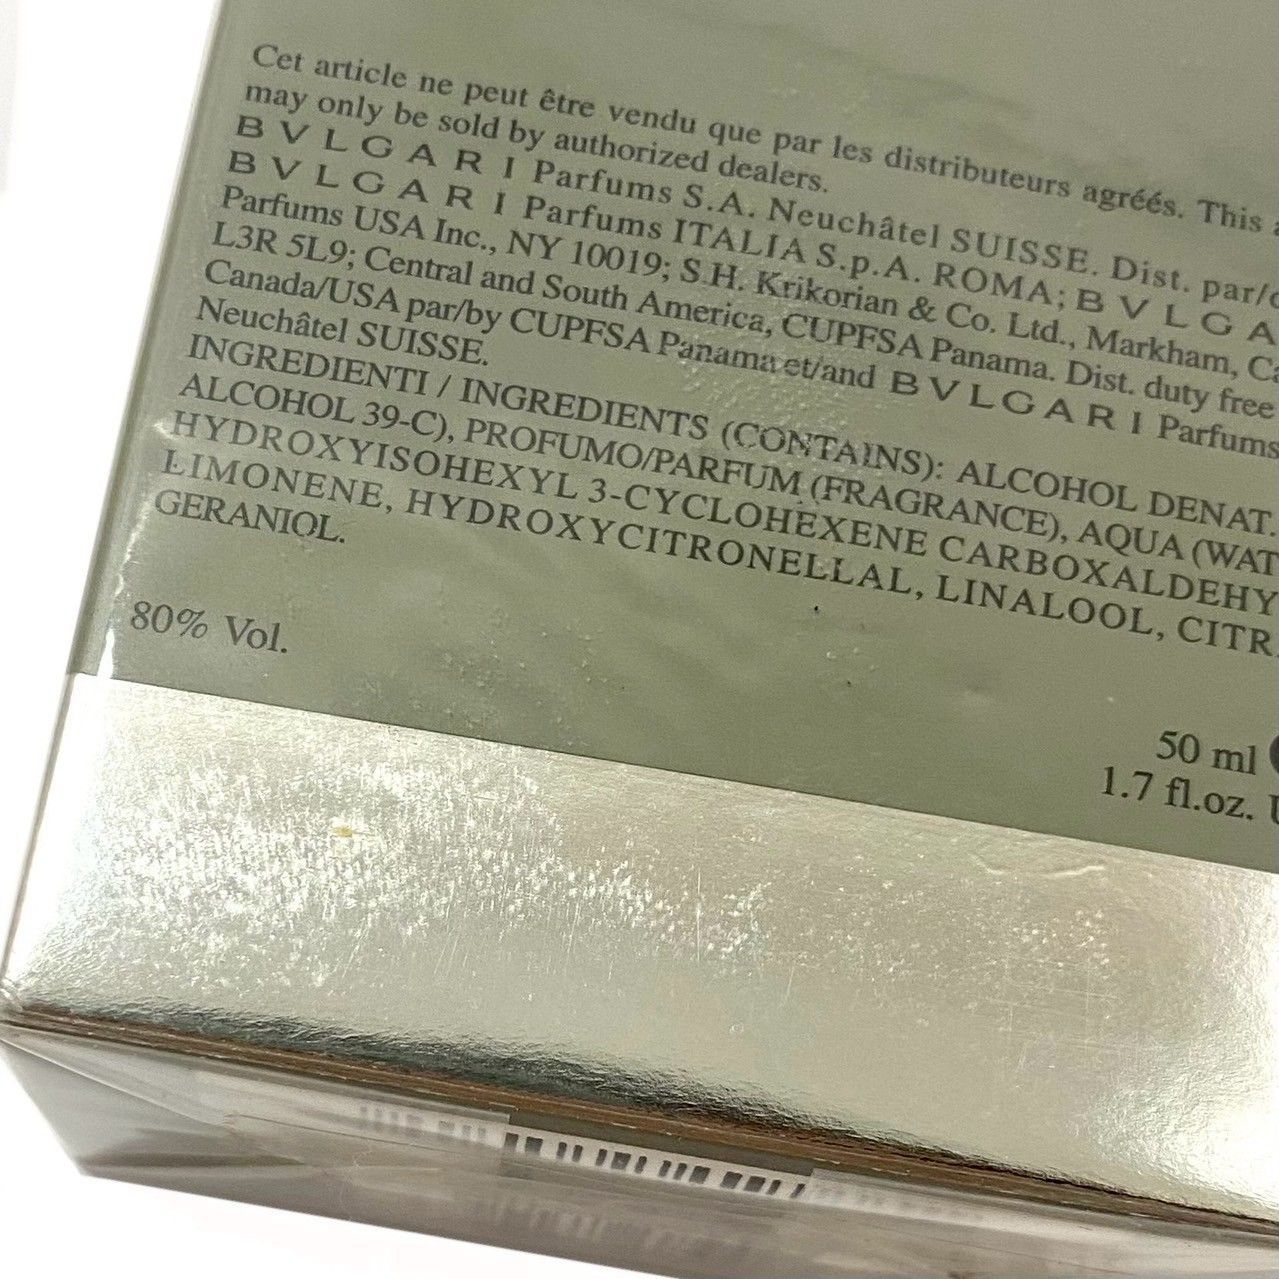 Cet article ne peut être vendu que par les distributeurs agréés. This
may only be sold by authorized dealers.
BVLGARI Parfums S.A. Neuchâtel SUISSE. Dist. par/
BVLGARI Parfums ITALIA S.p.A. ROMA; BVLGA
Parfums USA Inc., NY 10019; S.H. Krikorian & Co. Ltd., Markham, Ca
L3R 5L9; Central and South America, CUPFSA Panama. Dist. duty free
Canada/USA par/by CUPFSA Panama et/and BVLGARI Parfums
Neuchâtel SUISSE.
INGREDIENTI / INGREDIENTS (CONTAINS): ALCOHOL DENAT.
ALCOHOL 39-C), PROFUMO/PARFUM (FRAGRANCE), AQUA (WAT
HYDROXYISOHEXYL 3-CYCLOHEXENE CARBOXALDEHY
LIMONENE, HYDROXYCITRONELLAL, LINALOOL, CITR
GERANIOL.
80% Vol.
50 ml
1.7 fl.oz.